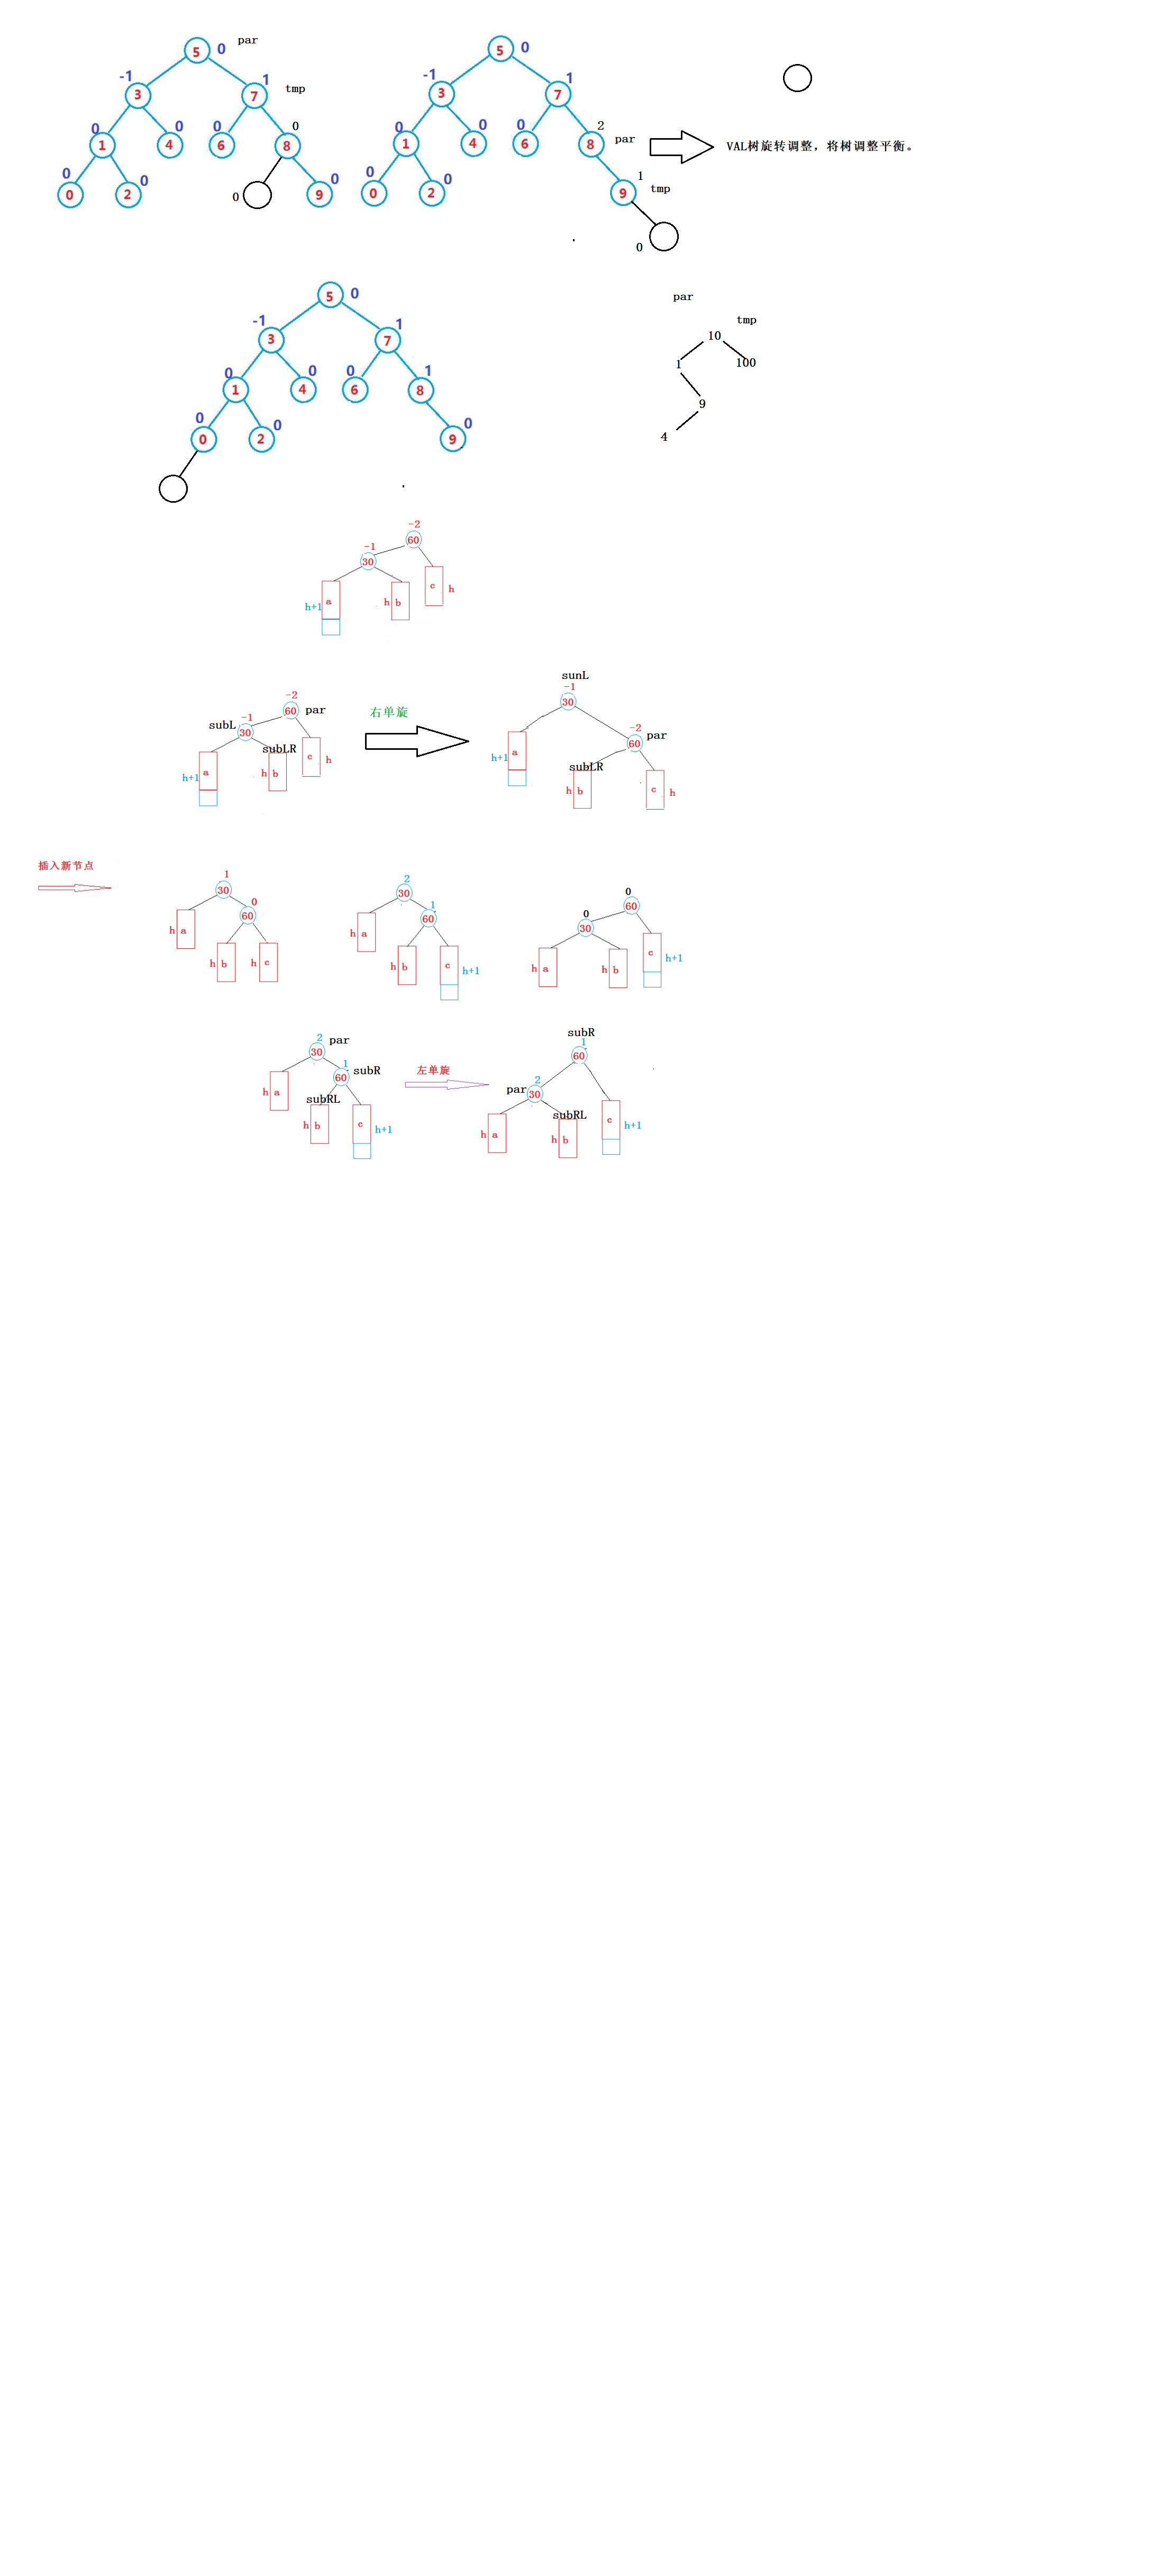 5 0 par
-1 3 7 1 tmp
0 1 4 0 0 6 8 0
0 0 2 0 0 9 0
5 0
-1 3 7 1
0 1 4 0 0 6 8 2 par
0 0 2 0 9 1 tmp
0
VAL树旋转调整，将树调整平衡。
5 0
-1 3 7 1
0 1 4 0 0 6 8 1
0 0 2 0 9 0
par
tmp
10
1 100
9
4
-2
60
-1
30
a h+1
h b
c h
-2
60 par
-1
subL 30
subLR
h+1 a
h b
c h
右单旋
sunL
-1
30
-2
60 par
subLR
h+1 a
h b
c h
插入新节点
1
30
0
60
h a
h b
h c
2
30
1
60
h a
h b
c h+1
0
60
0
30
h a
h b
c h+1
2
30 par
1
60 subR
subRL
h a
h b
c h+1
左单旋
subR
1
60
2
par 30
subRL
h a
h b
c h+1